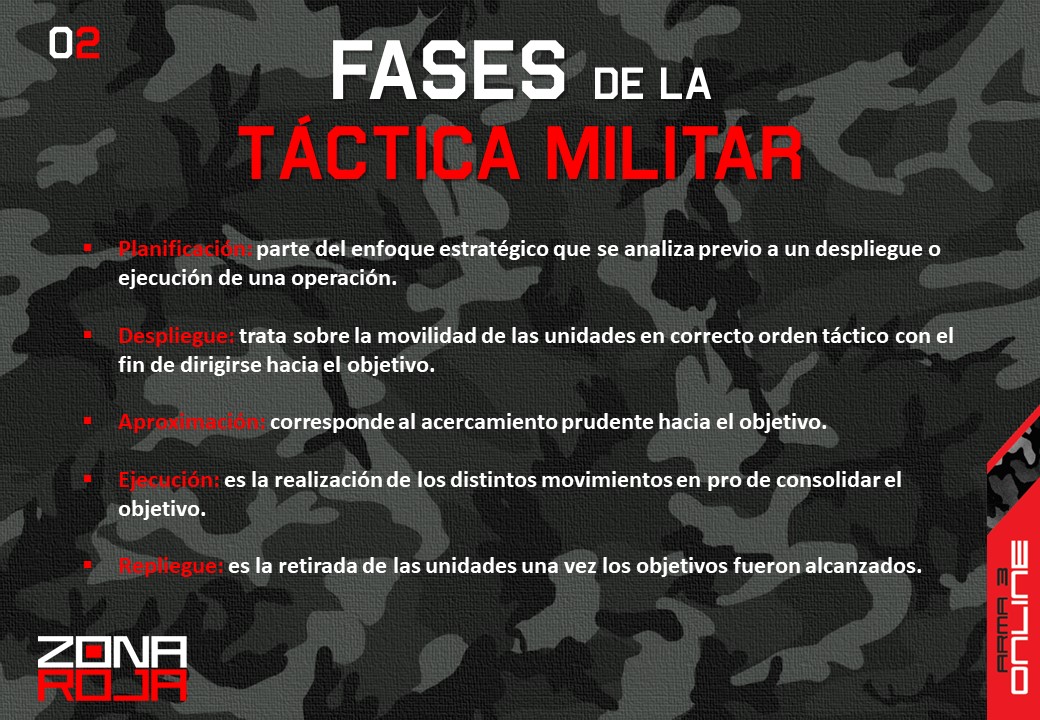 02
FASES DE LA
TÁCTICA MILITAR
▪ Planificación: parte del enfoque estratégico que se analiza previo a un despliegue o
ejecución de una operación.
▪ Despliegue: trata sobre la movilidad de las unidades en correcto orden táctico con el
fin de dirigirse hacia el objetivo.
▪ Aproximación: corresponde al acercamiento prudente hacia el objetivo.
▪ Ejecución: es la realización de los distintos movimientos en pro de consolidar el
objetivo.
▪ Repliegue: es la retirada de las unidades una vez los objetivos fueron alcanzados.
ZONA
ROJA
ARMA 3
ONLINE